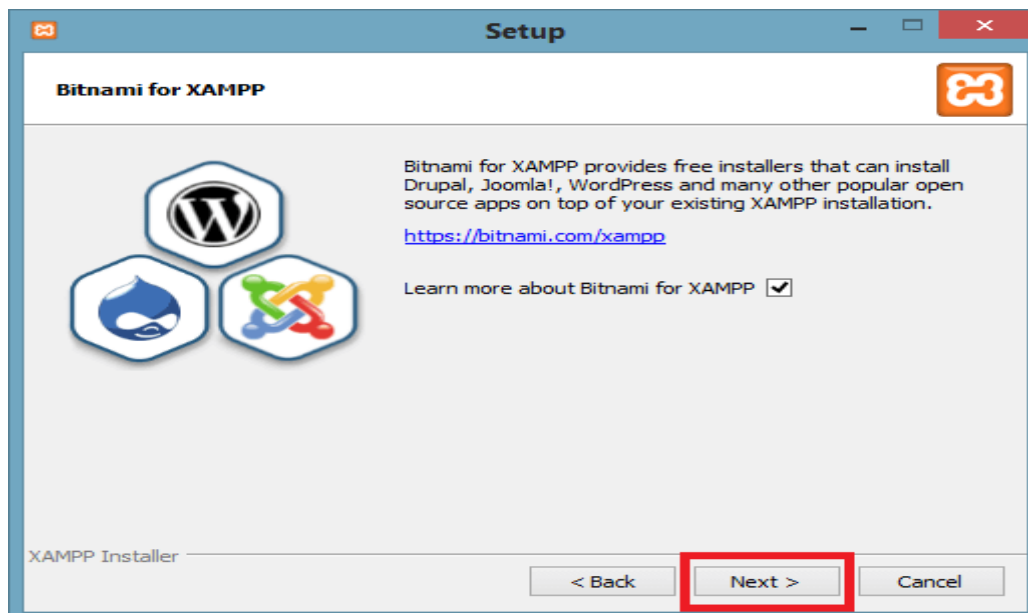 Setup
Bitnami for XAMPP
Bitnami for XAMPP provides free installers that can install
Drupal, Joomla!, WordPress and many other popular open
source apps on top of your existing XAMPP installation.
https://bitnami.com/xampp
Learn more about Bitnami for XAMPP
XAMPP Installer
< Back Next > Cancel